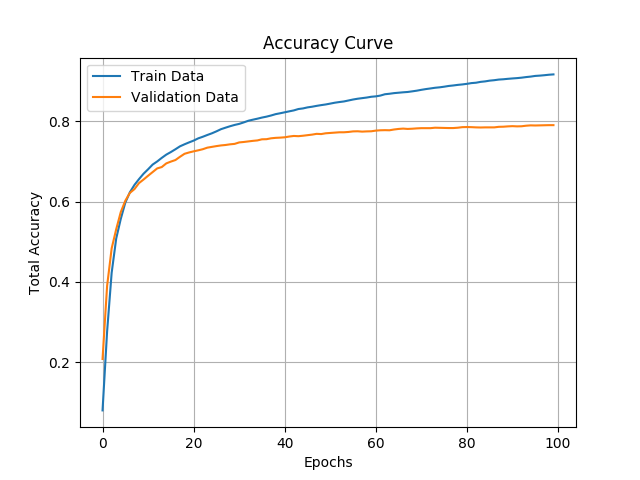 Accuracy Curve
Train Data
Validation Data
0.8
0.6
0.4
0.2
Total Accuracy
0 20 40 60 80 100
Epochs